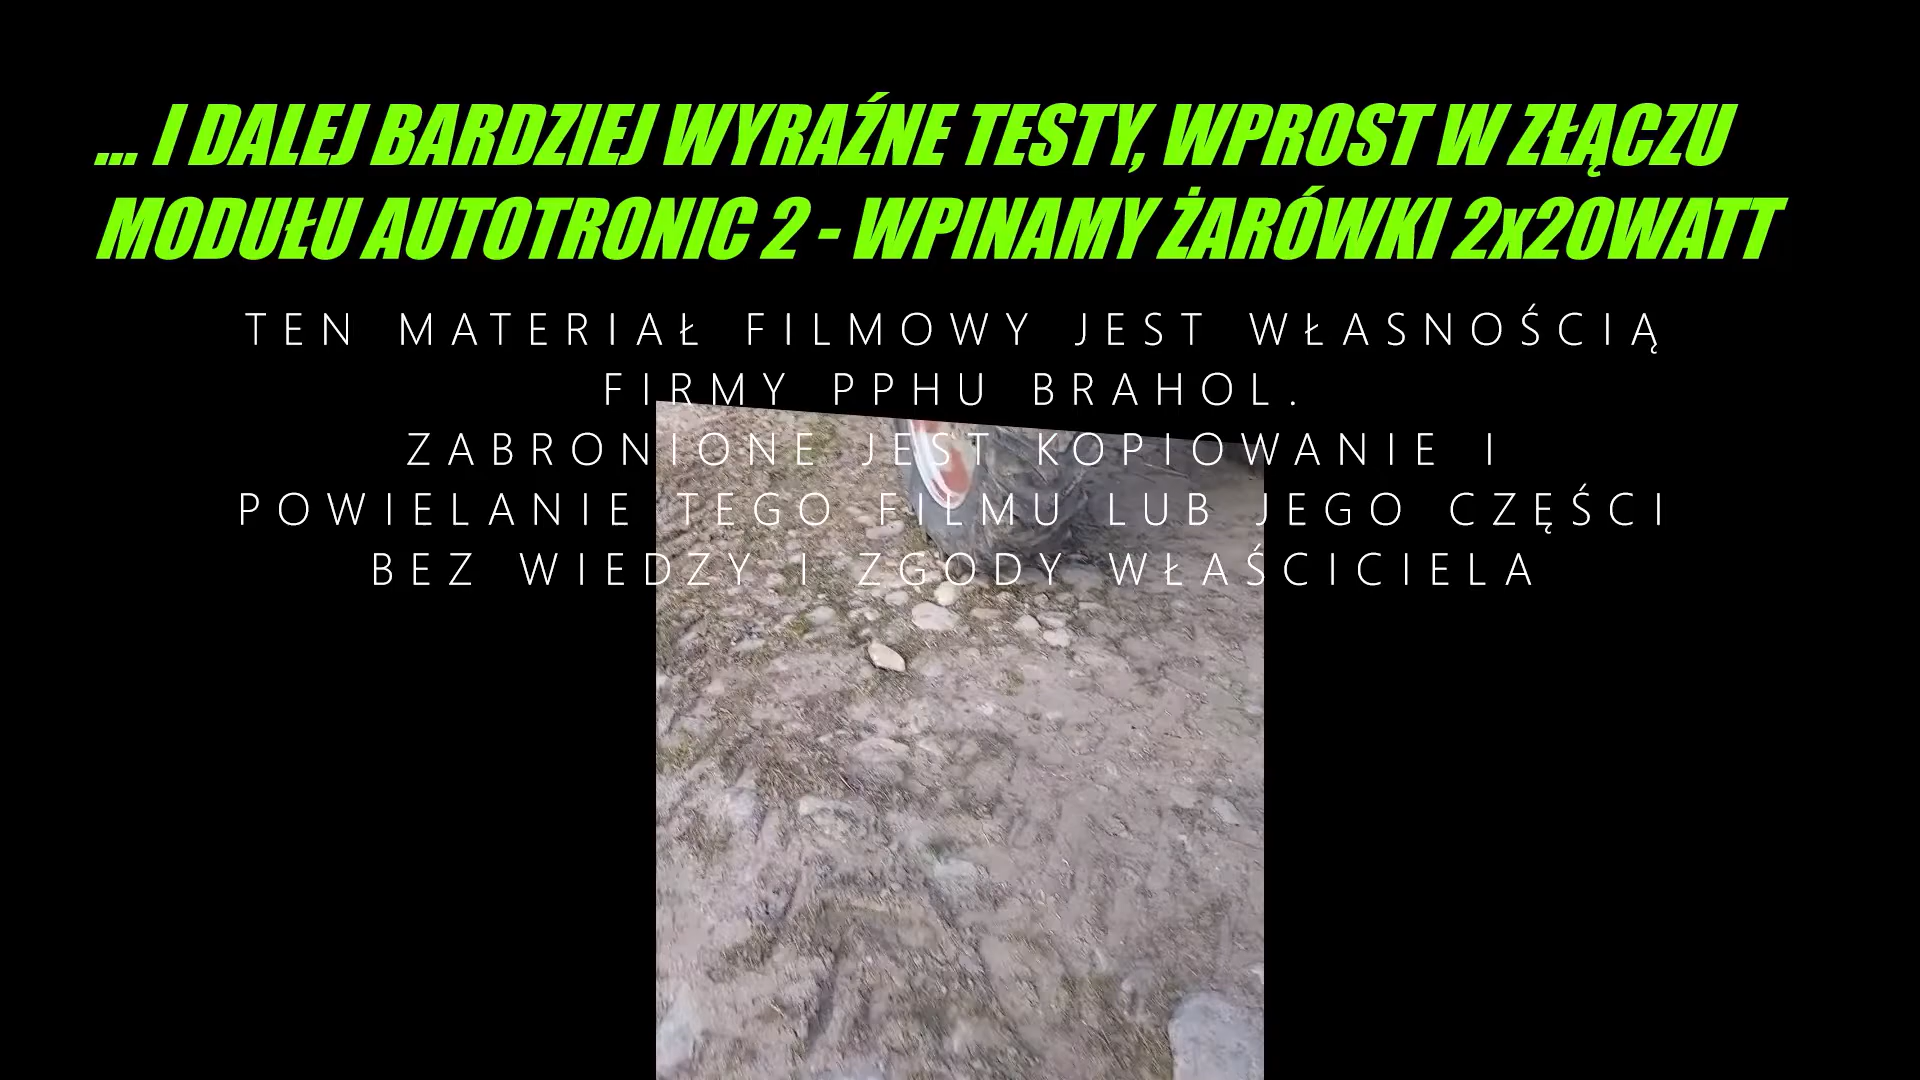 ... I DALEJ BARDZIEJ WYRAŹNE TESTY, WPROST W ZŁĄCZU
MODUŁU AUTOTRONIC 2 - WPINAMY ŻARÓWKI 2x20WATT
TEN MATERIAŁ FILMOWY JEST WŁASNOŚCIĄ
FIRMY PPHU BRAHOL.
ZABRONIONE JEST KOPIOWANIE I
POWIELANIE TEGO FILMU LUB JEGO CZĘŚCI
BEZ WIEDZY I ZGODY WŁAŚCICIELA